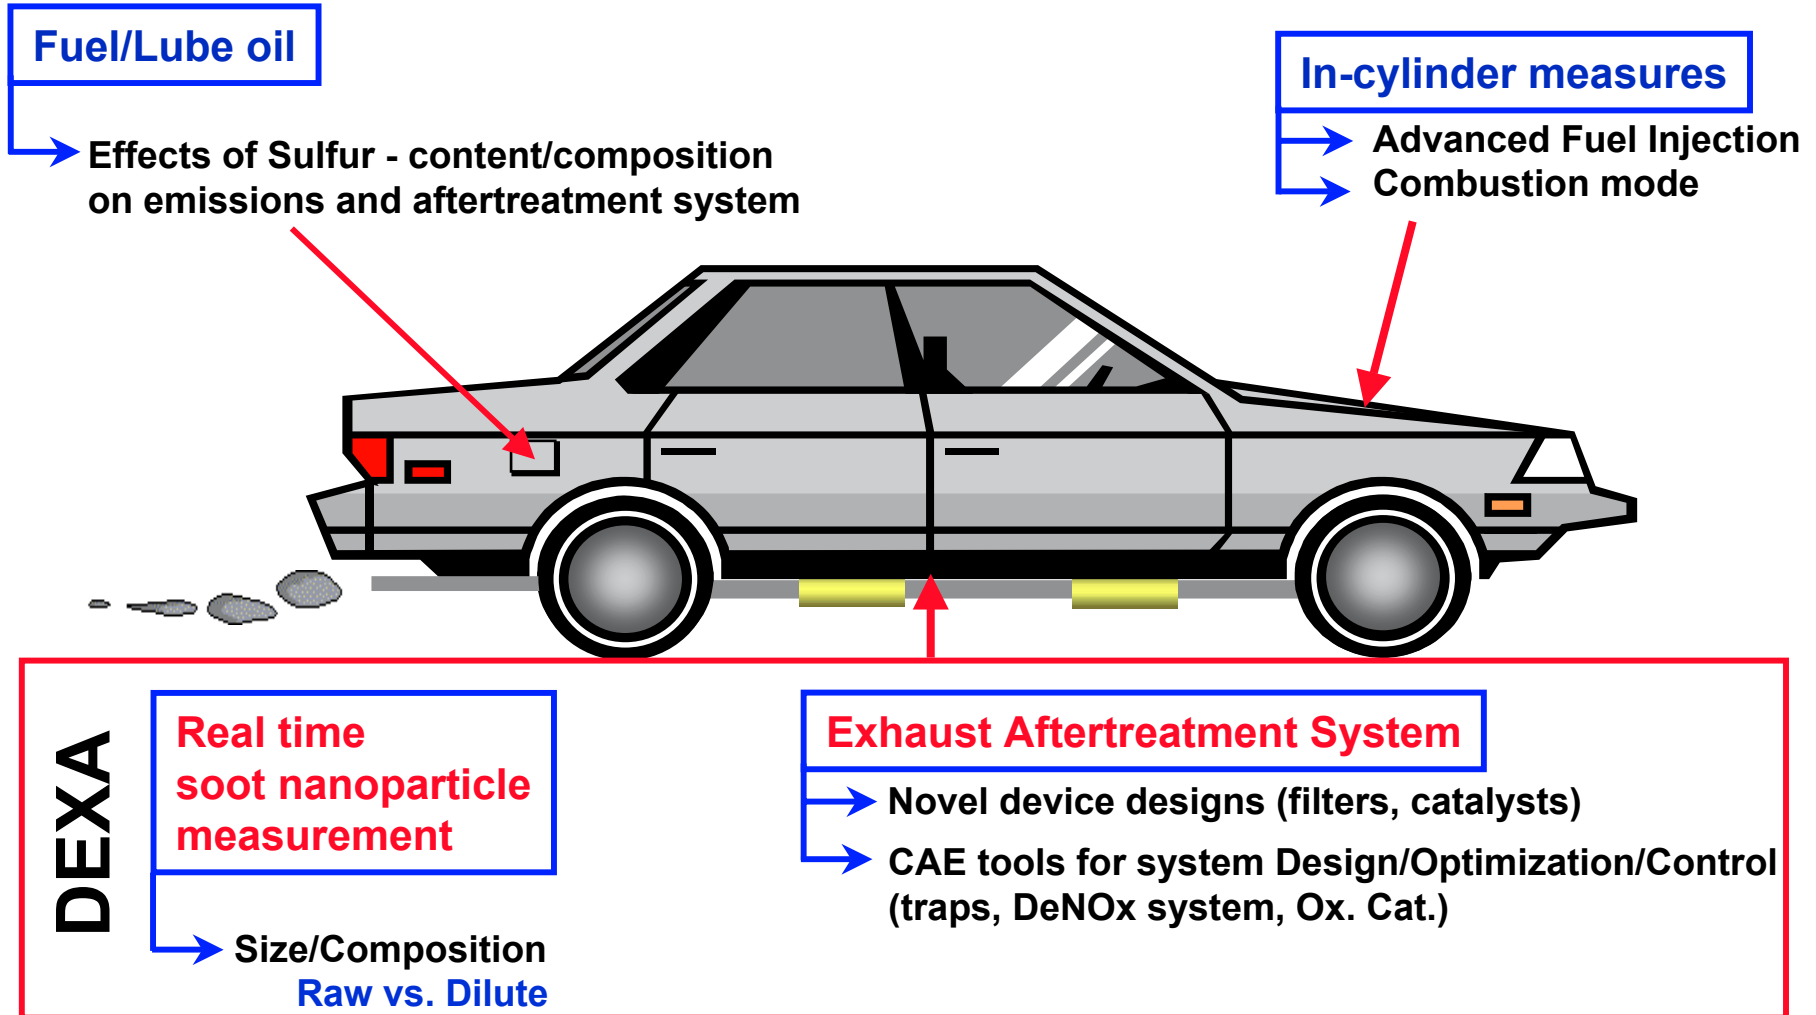 Fuel/Lube oil
Effects of Sulfur - content/composition
on emissions and aftertreatment system
In-cylinder measures
Advanced Fuel Injection
Combustion mode
DEXA
Real time
soot nanoparticle
measurement
Size/Composition
Raw vs. Dilute
Exhaust Aftertreatment System
Novel device designs (filters, catalysts)
CAE tools for system Design/Optimization/Control
(traps, DeNOx system, Ox. Cat.)